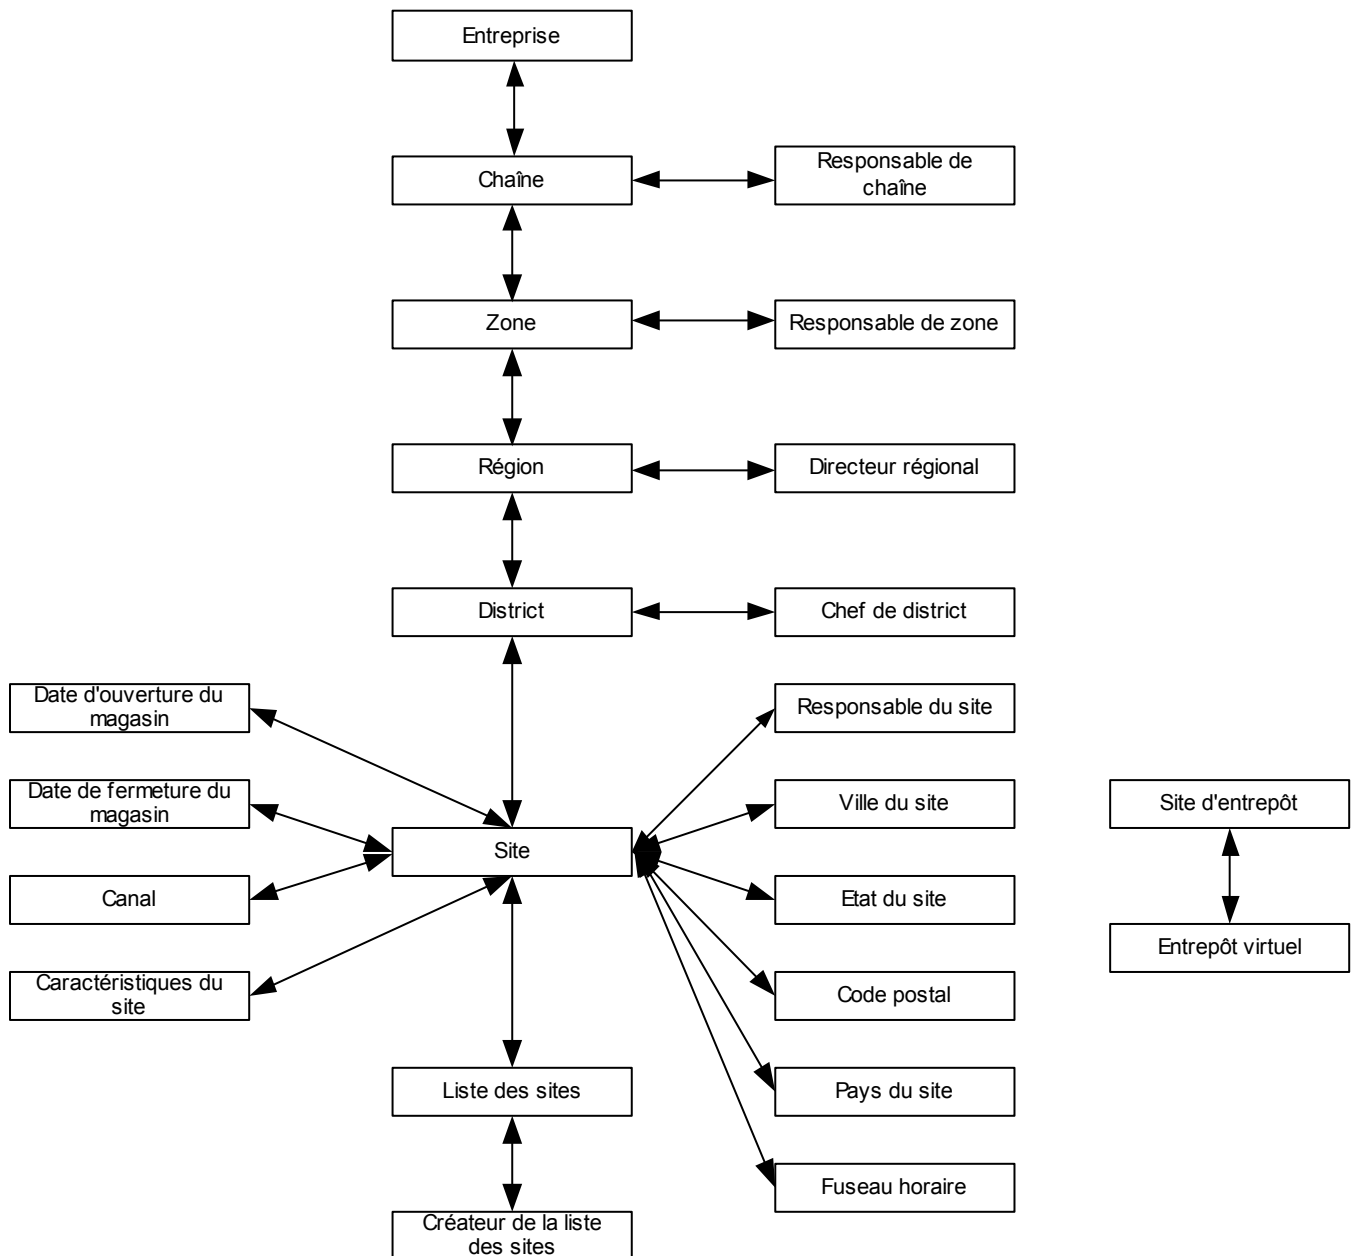 Entreprise
Chaîne
Responsable de
chaîne
Zone
Responsable de zone
Région
Directeur régional
District
Chef de district
Date d'ouverture du
magasin
Responsable du site
Date de fermeture du
magasin
Ville du site
Site d'entrepôt
Site
Canal
Etat du site
Entrepôt virtuel
Caractéristiques du
site
Code postal
Liste des sites
Pays du site
Fuseau horaire
Créateur de la liste
des sites